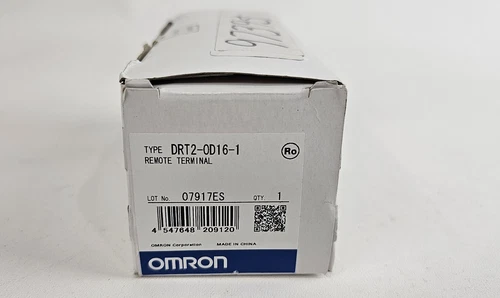 TYPE DRT2-OD16-1
REMOTE TERMINAL
Ro
LOT No. 07917ES QTY. 1
4 547648 209120
OMRON Corporation MADE IN CHINA
OMRON